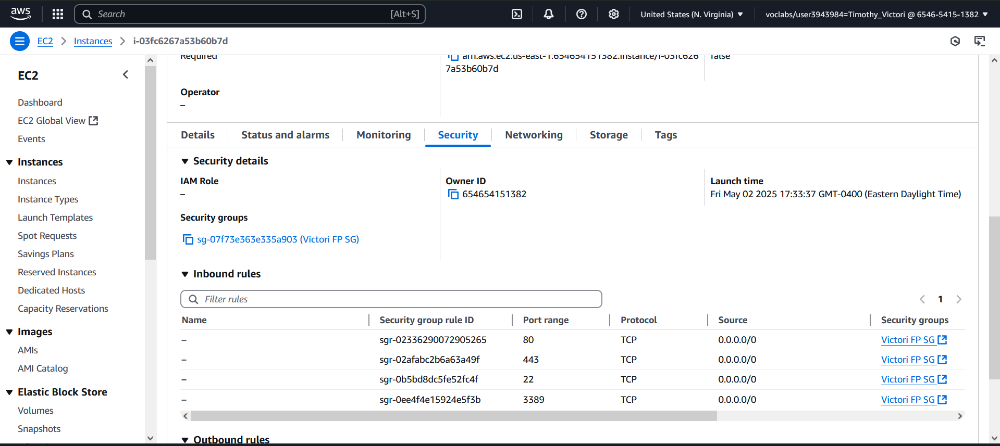 aws
Search [Alt+S]
United States (N. Virginia)
voclabs/user3943984=Timothy_Victori @ 6546-5415-1382
EC2 Instances i-03fc6267a53b60b7d
EC2
Dashboard
EC2 Global View
Events
Instances
Instances
Instance Types
Launch Templates
Spot Requests
Savings Plans
Reserved Instances
Dedicated Hosts
Capacity Reservations
Images
AMIs
AMI Catalog
Elastic Block Store
Volumes
Snapshots
Required
arn:aws:ec2:us-east-1:654654151382:instance/i-03fc626
7a53b60b7d
false
Operator
–
Details Status and alarms Monitoring Security Networking Storage Tags
Security details
IAM Role
–
Owner ID
654654151382
Launch time
Fri May 02 2025 17:33:37 GMT-0400 (Eastern Daylight Time)
Security groups
sg-07f73e363e335a903 (Victori FP SG)
Inbound rules
Filter rules
1
Name Security group rule ID Port range Protocol Source Security groups
– sgr-02336290072905265 80 TCP 0.0.0.0/0 Victori FP SG
– sgr-02afabc2b6a63a49f 443 TCP 0.0.0.0/0 Victori FP SG
– sgr-0b5bd8dc5fe52fc4f 22 TCP 0.0.0.0/0 Victori FP SG
– sgr-0ee4f4e15924e5f3b 3389 TCP 0.0.0.0/0 Victori FP SG
Outbound rules